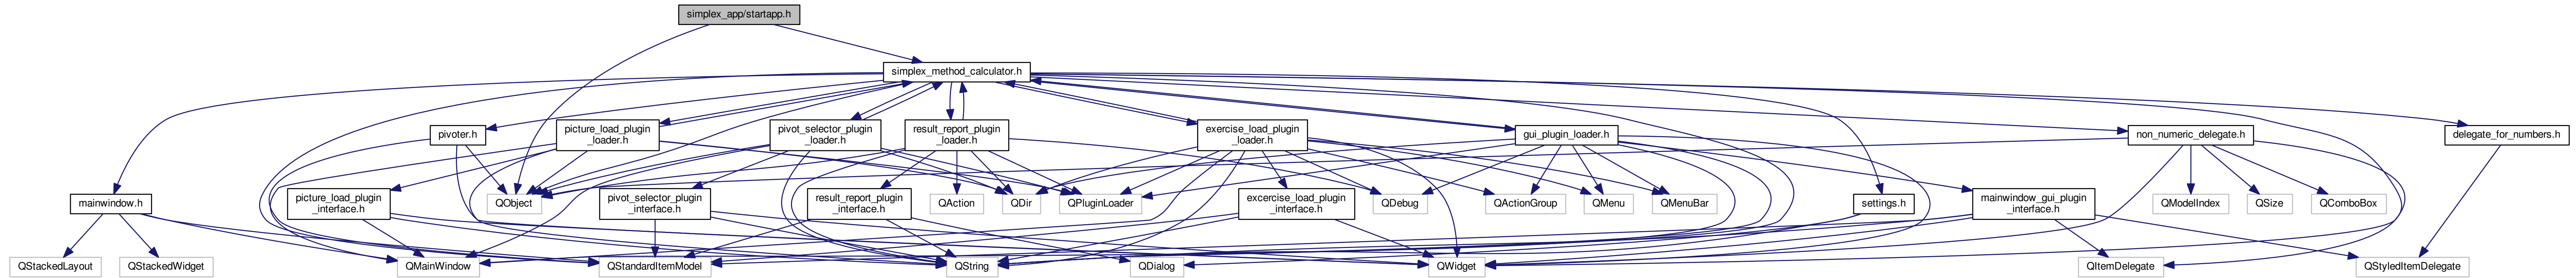 simplex_app/startapp.h
simplex_method_calculator.h
pivoter.h
picture_load_plugin
_loader.h
pivot_selector_plugin
_loader.h
result_report_plugin
_loader.h
exercise_load_plugin
_loader.h
gui_plugin_loader.h
non_numeric_delegate.h
delegate_for_numbers.h
mainwindow.h
picture_load_plugin
_interface.h
QObject
pivot_selector_plugin
_interface.h
result_report_plugin
_interface.h
QAction
QDir
QPluginLoader
excercise_load_plugin
_interface.h
QDebug
QActionGroup
QMenu
QMenuBar
settings.h
mainwindow_gui_plugin
_interface.h
QModelIndex
QSize
QComboBox
QStackedLayout
QStackedWidget
QMainWindow
QStandardItemModel
QString
QDialog
QWidget
QItemDelegate
QStyledItemDelegate